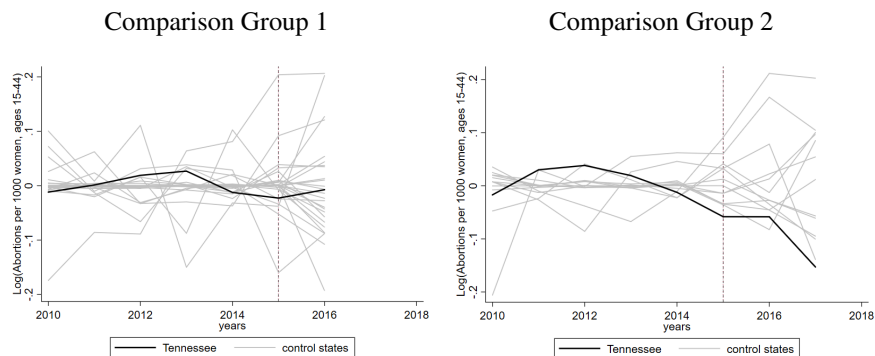 Comparison Group 1
Log(Abortions per 1000 women, ages 15-44)
.2
.1
0
-.1
-.2
2010
2012
2014
2016
2018
years
Tennessee
control states
Comparison Group 2
Log(Abortions per 1000 women, ages 15-44)
.2
.1
0
-.1
-.2
2010
2012
2014
2016
2018
years
Tennessee
control states